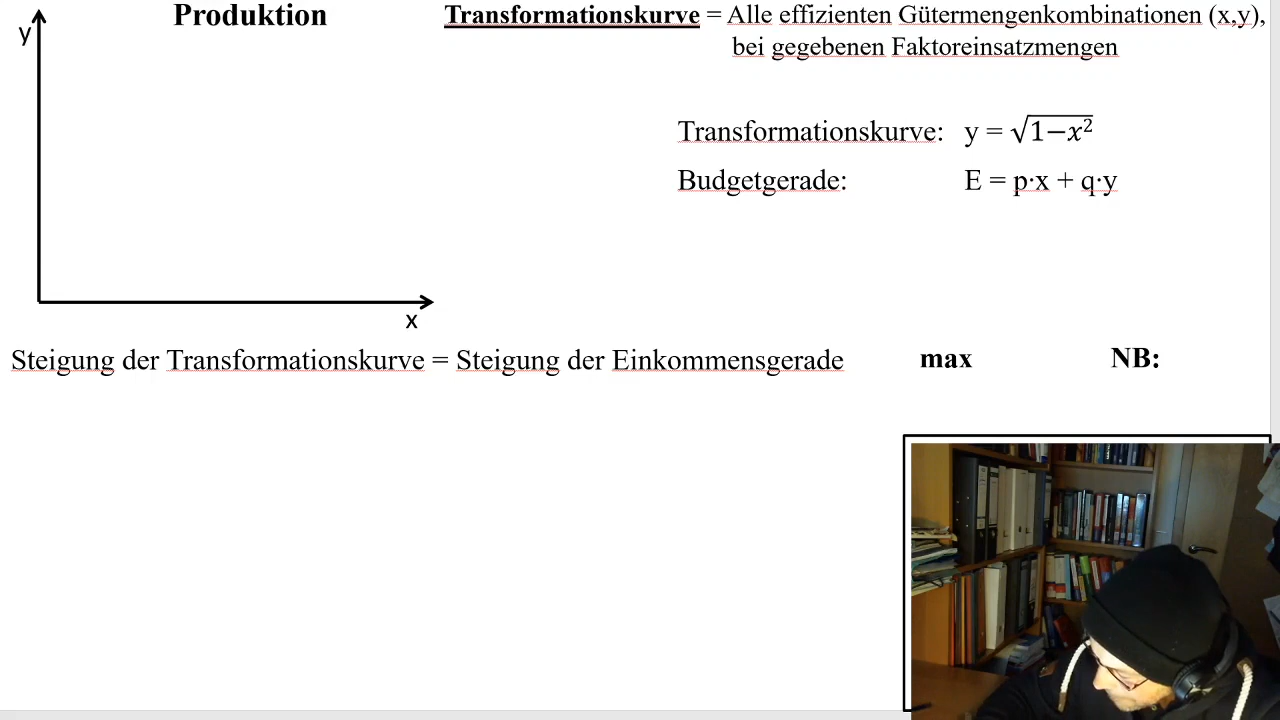 Produktion
Transformationskurve = Alle effizienten Gütermengenkombinationen (x,y),
bei gegebenen Faktoreinsatzmengen
y
Transformationskurve: y = √1−x²
Budgetgerade: E = p·x + q·y
x
Steigung der Transformationskurve = Steigung der Einkommensgerade max NB: